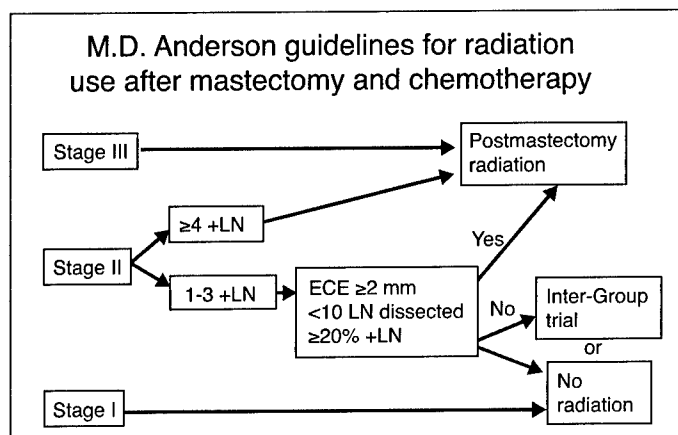 M.D. Anderson guidelines for radiation
use after mastectomy and chemotherapy
Stage III
Postmastectomy
radiation
≥4 +LN
Stage II
Yes
1-3 +LN
ECE ≥2 mm
<10 LN dissected
≥20% +LN
No
Inter-Group
trial
or
No
radiation
Stage I